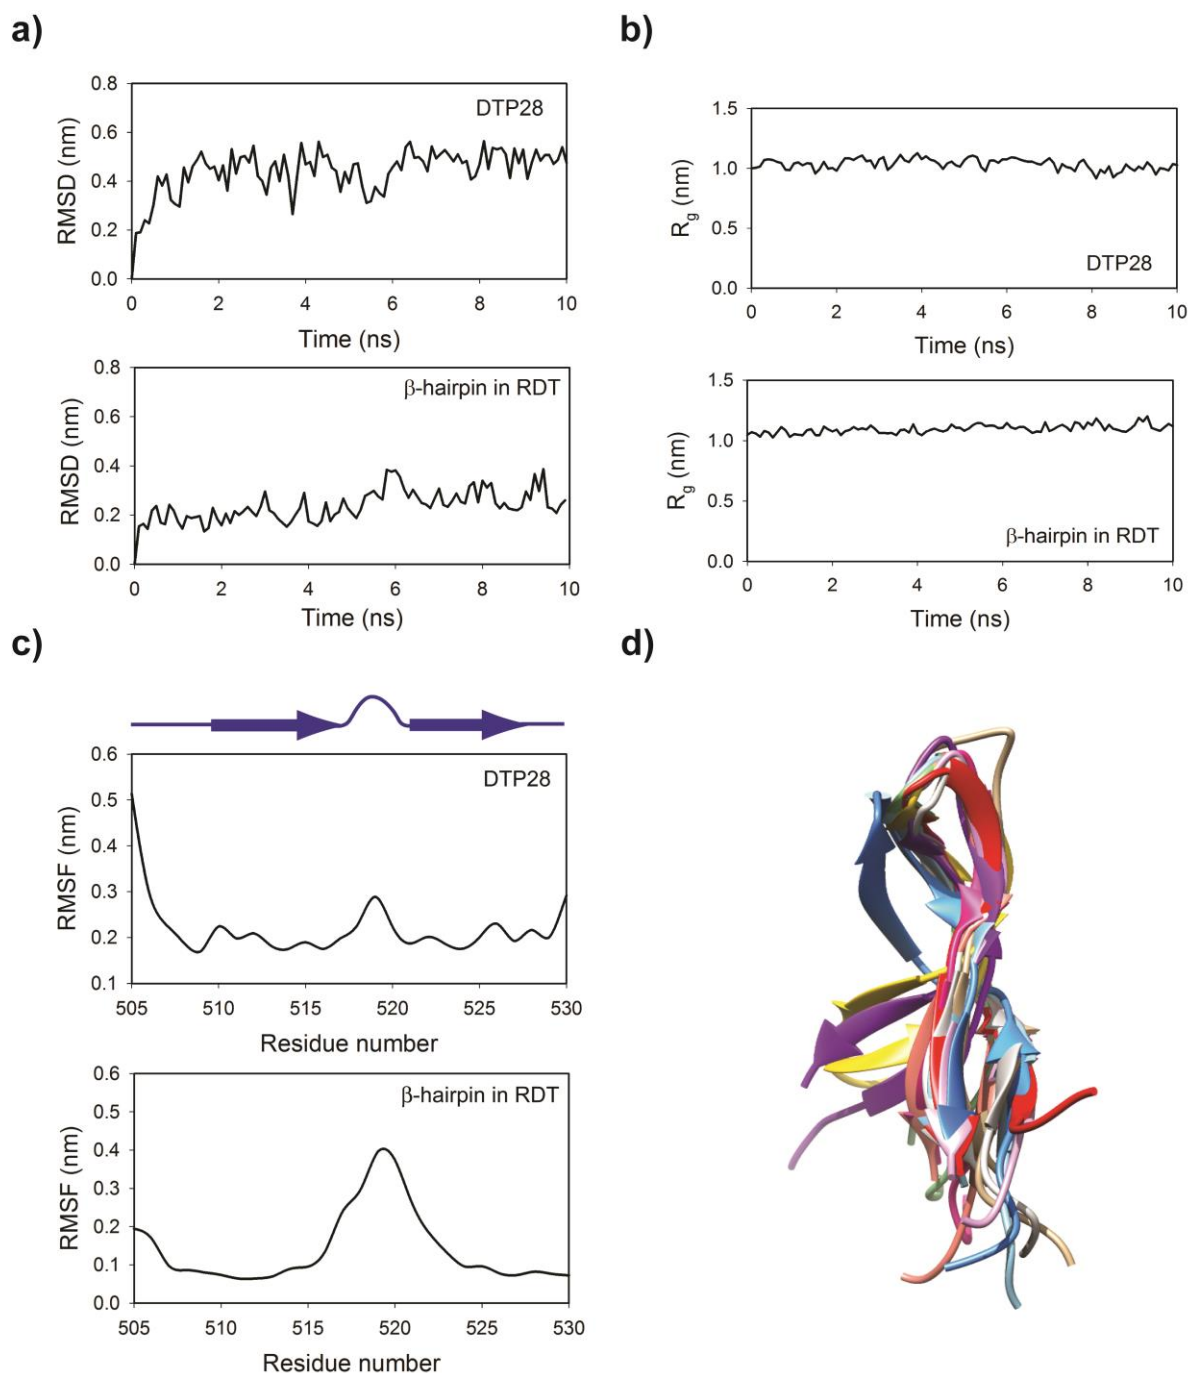 a)
0.8
0.6
0.4
0.2
0.0
RMSD (nm)
DTP28
0 2 4 6 8 10
Time (ns)
0.8
0.6
0.4
0.2
0.0
RMSD (nm)
β-hairpin in RDT
0 2 4 6 8 10
Time (ns)
b)
1.5
1.0
0.5
0.0
Rg (nm)
DTP28
0 2 4 6 8 10
Time (ns)
1.5
1.0
0.5
0.0
Rg (nm)
β-hairpin in RDT
0 2 4 6 8 10
Time (ns)
c)
0.6
0.5
0.4
0.3
0.2
0.1
RMSF (nm)
DTP28
505 510 515 520 525 530
Residue number
0.6
0.5
0.4
0.3
0.2
0.1
0.0
RMSF (nm)
β-hairpin in RDT
505 510 515 520 525 530
Residue number
d)